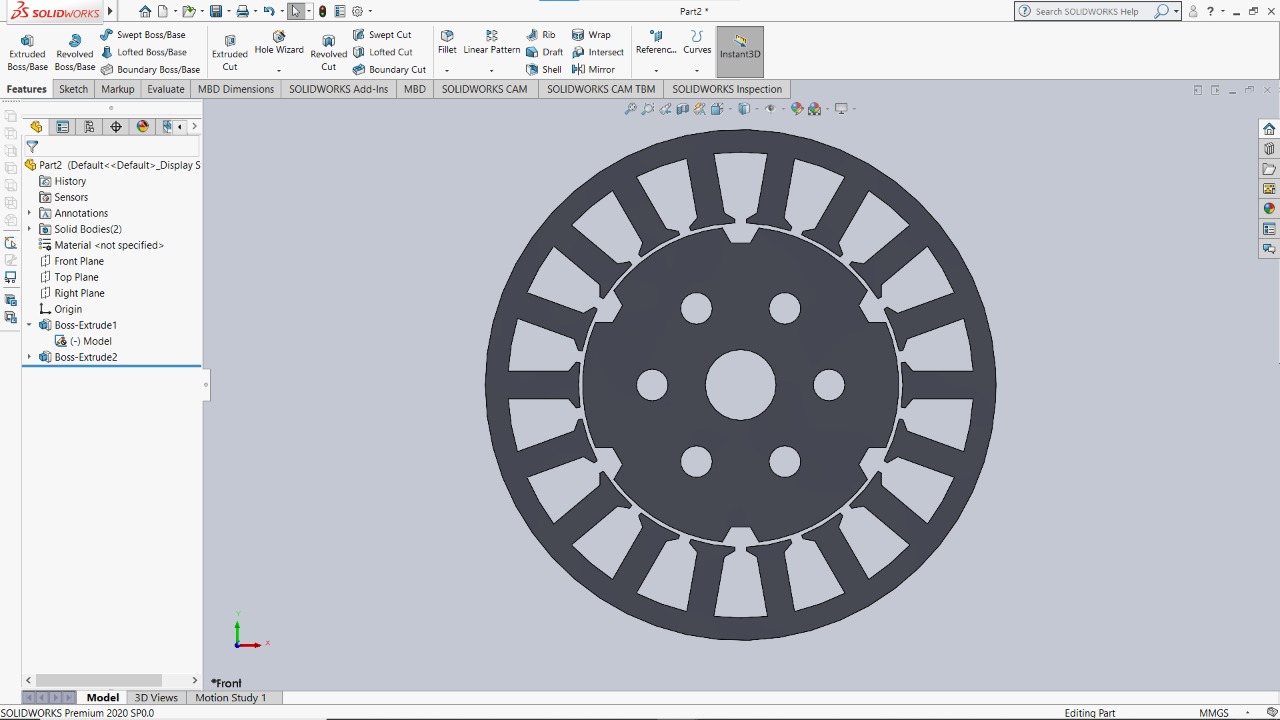 SOLIDWORKS
Part2 *
Search SOLIDWORKS Help
?
Extruded Boss/Base
Revolved Boss/Base
Swept Boss/Base
Lofted Boss/Base
Boundary Boss/Base
Extruded Cut
Hole Wizard
Revolved Cut
Swept Cut
Lofted Cut
Boundary Cut
Fillet
Linear Pattern
Rib
Draft
Shell
Wrap
Intersect
Mirror
Referenc...
Curves
Instant3D
Features Sketch Markup Evaluate MBD Dimensions SOLIDWORKS Add-Ins MBD SOLIDWORKS CAM SOLIDWORKS CAM TBM SOLIDWORKS Inspection
Part2 (Default<<Default>_Display S
History
Sensors
Annotations
Solid Bodies(2)
Material <not specified>
Front Plane
Top Plane
Right Plane
Origin
Boss-Extrude1
(-) Model
Boss-Extrude2
Y
X
*Front
Model 3D Views Motion Study 1
SOLIDWORKS Premium 2020 SP0.0 Editing Part MMGS